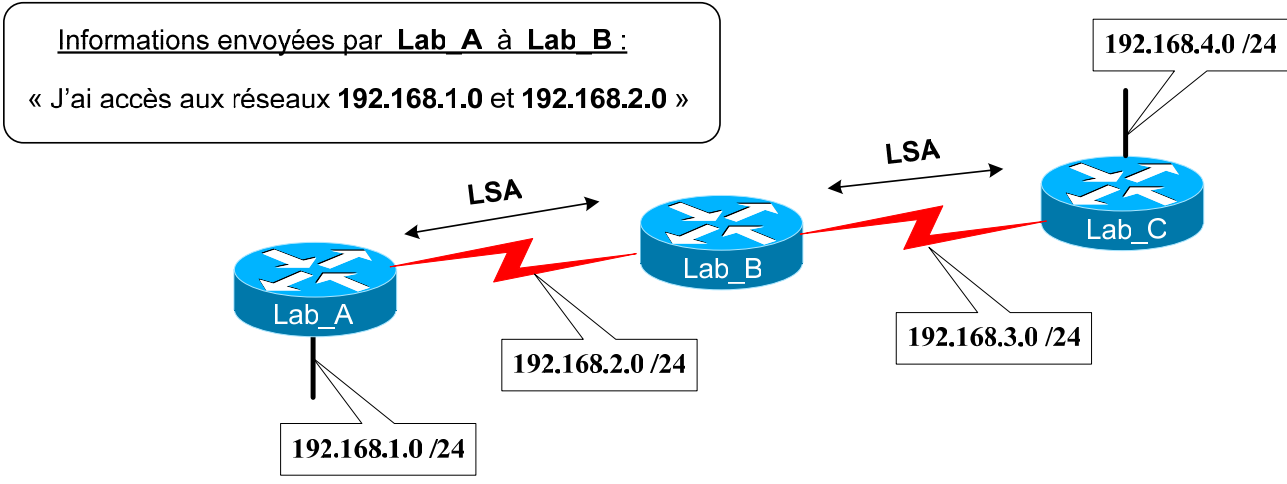 Informations envoyées par Lab_A à Lab_B :
« J'ai accès aux réseaux 192.168.1.0 et 192.168.2.0 »
192.168.4.0 /24
LSA
LSA
Lab_C
Lab_B
Lab_A
192.168.3.0 /24
192.168.2.0 /24
192.168.1.0 /24